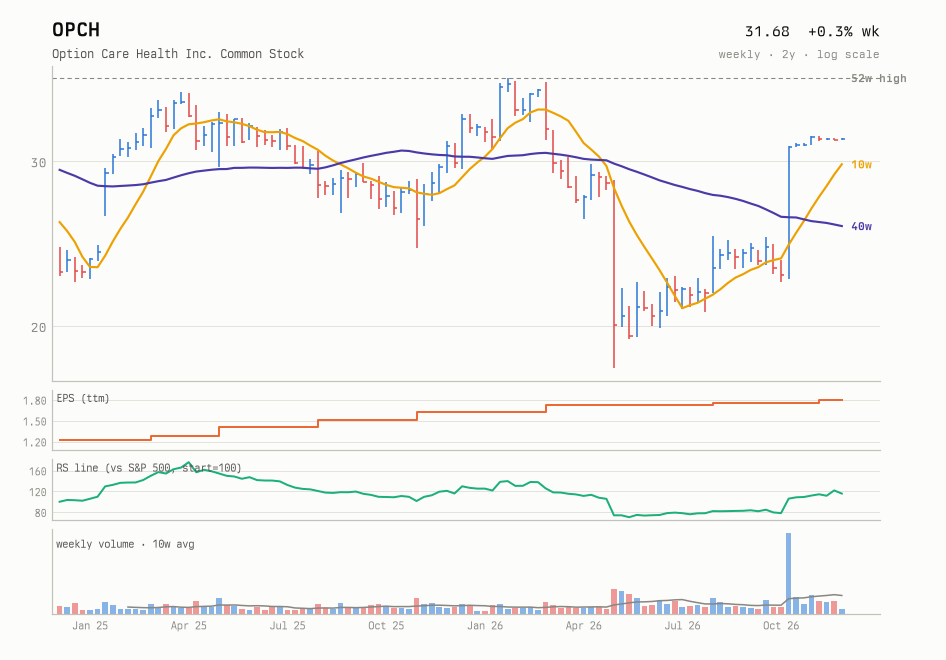 OPCH
31.68 +0.3% wk
Option Care Health Inc. Common Stock
weekly · 2y · log scale
52w high
30
10w
40w
20
EPS (ttm)
1.80
1.50
1.20
RS line (vs S&P 500, start=100)
160
120
80
weekly volume · 10w avg
Jan 25 Apr 25 Jul 25 Oct 25 Jan 26 Apr 26 Jul 26 Oct 26